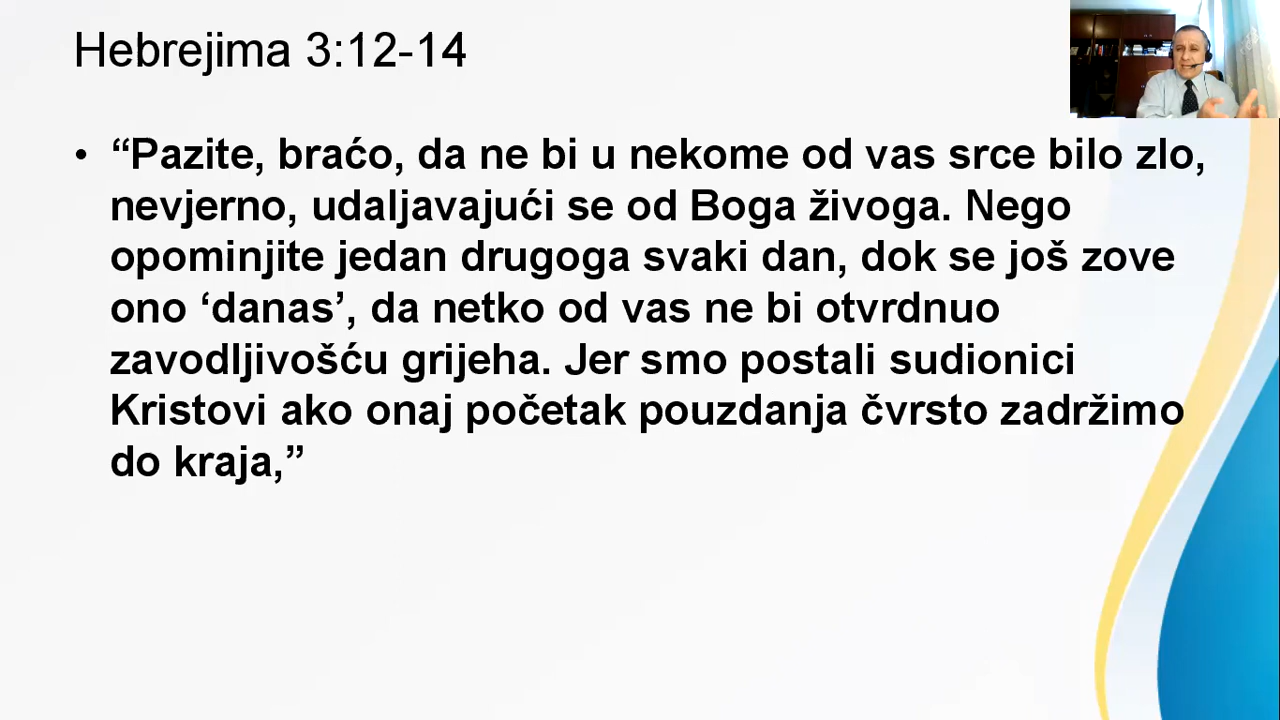 Hebrejima 3:12-14
• “Pazite, braćo, da ne bi u nekome od vas srce bilo zlo,
nevjerno, udaljavajući se od Boga živoga. Nego
opominjite jedan drugoga svaki dan, dok se još zove
ono ‘danas’, da netko od vas ne bi otvrdnuo
zavodljivošću grijeha. Jer smo postali sudionici
Kristovi ako onaj početak pouzdanja čvrsto zadržimo
do kraja,”